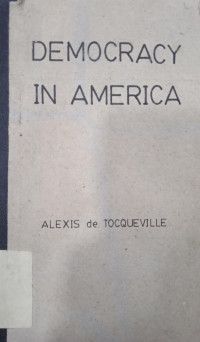 DEMOCRACY
IN AMERICA
ALEXIS de TOCQUEVILLE